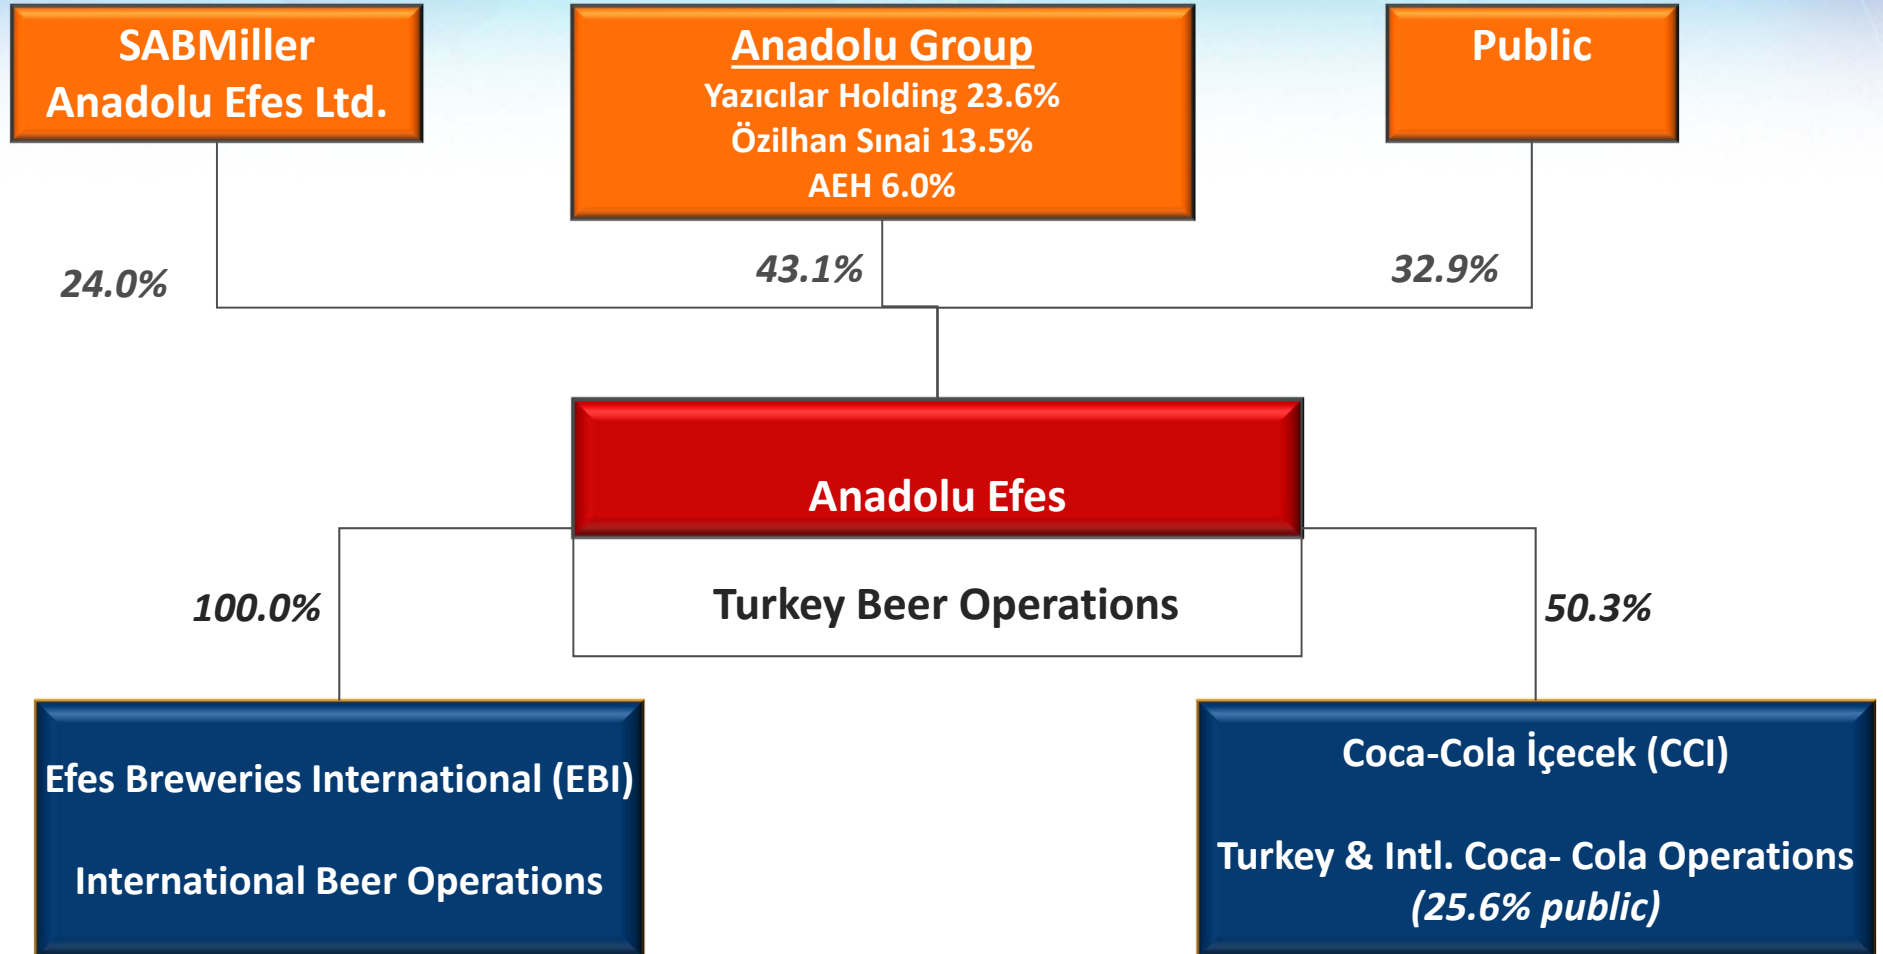 SABMiller
Anadolu Efes Ltd.
Anadolu Group
Yazıcılar Holding 23.6%
Özilhan Sınai 13.5%
AEH 6.0%
Public
24.0%
43.1%
32.9%
Anadolu Efes
Turkey Beer Operations
100.0%
50.3%
Efes Breweries International (EBI)
International Beer Operations
Coca-Cola İçecek (CCI)
Turkey & Intl. Coca- Cola Operations
(25.6% public)